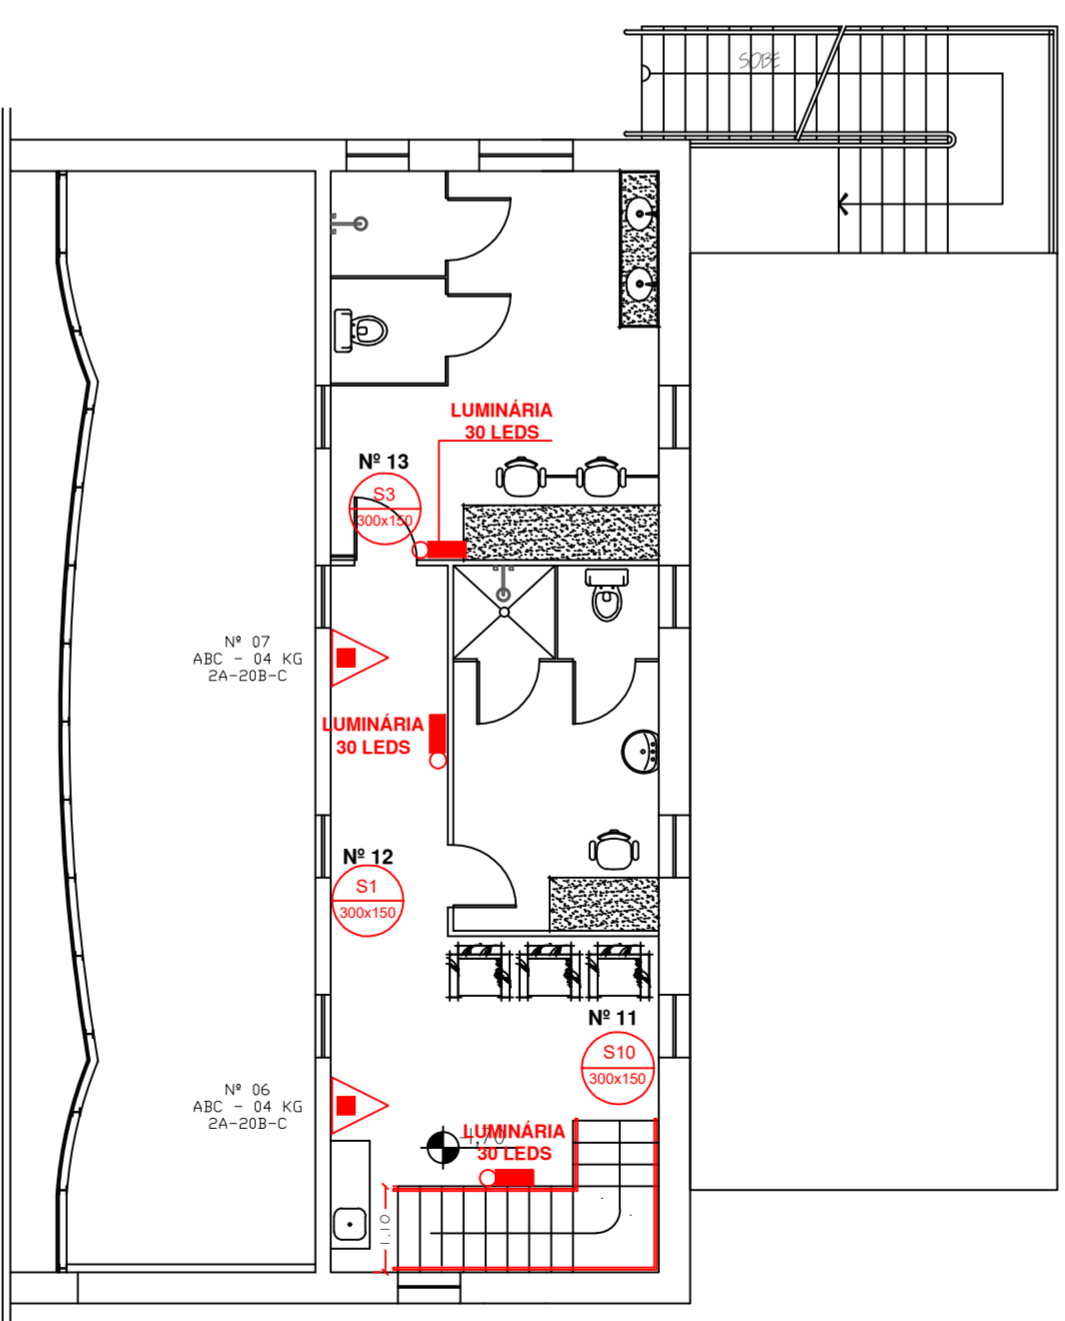 SOBE
LUMINÁRIA
30 LEDS
Nº 13
S3
300x150
Nº 07
ABC - 04 KG
2A-20B-C
LUMINÁRIA
30 LEDS
Nº 12
S1
300x150
Nº 11
S10
300x150
Nº 06
ABC - 04 KG
2A-20B-C
LUMINÁRIA
30 LEDS
1,10